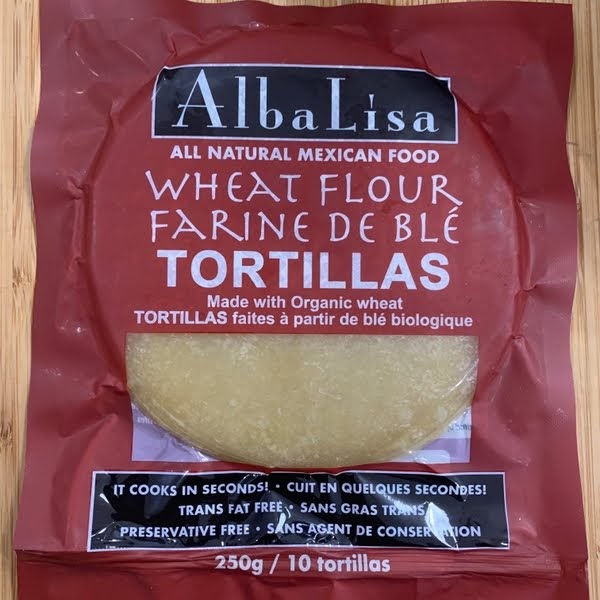 AlbaLisa
ALL NATURAL MEXICAN FOOD
WHEAT FLOUR
FARINE DE BLÉ
TORTILLAS
Made with Organic wheat
TORTILLAS faites à partir de blé biologique
IT COOKS IN SECONDS! • CUIT EN QUELQUES SECONDES!
TRANS FAT FREE • SANS GRAS TRANS
PRESERVATIVE FREE • SANS AGENT DE CONSERVATION
250g / 10 tortillas